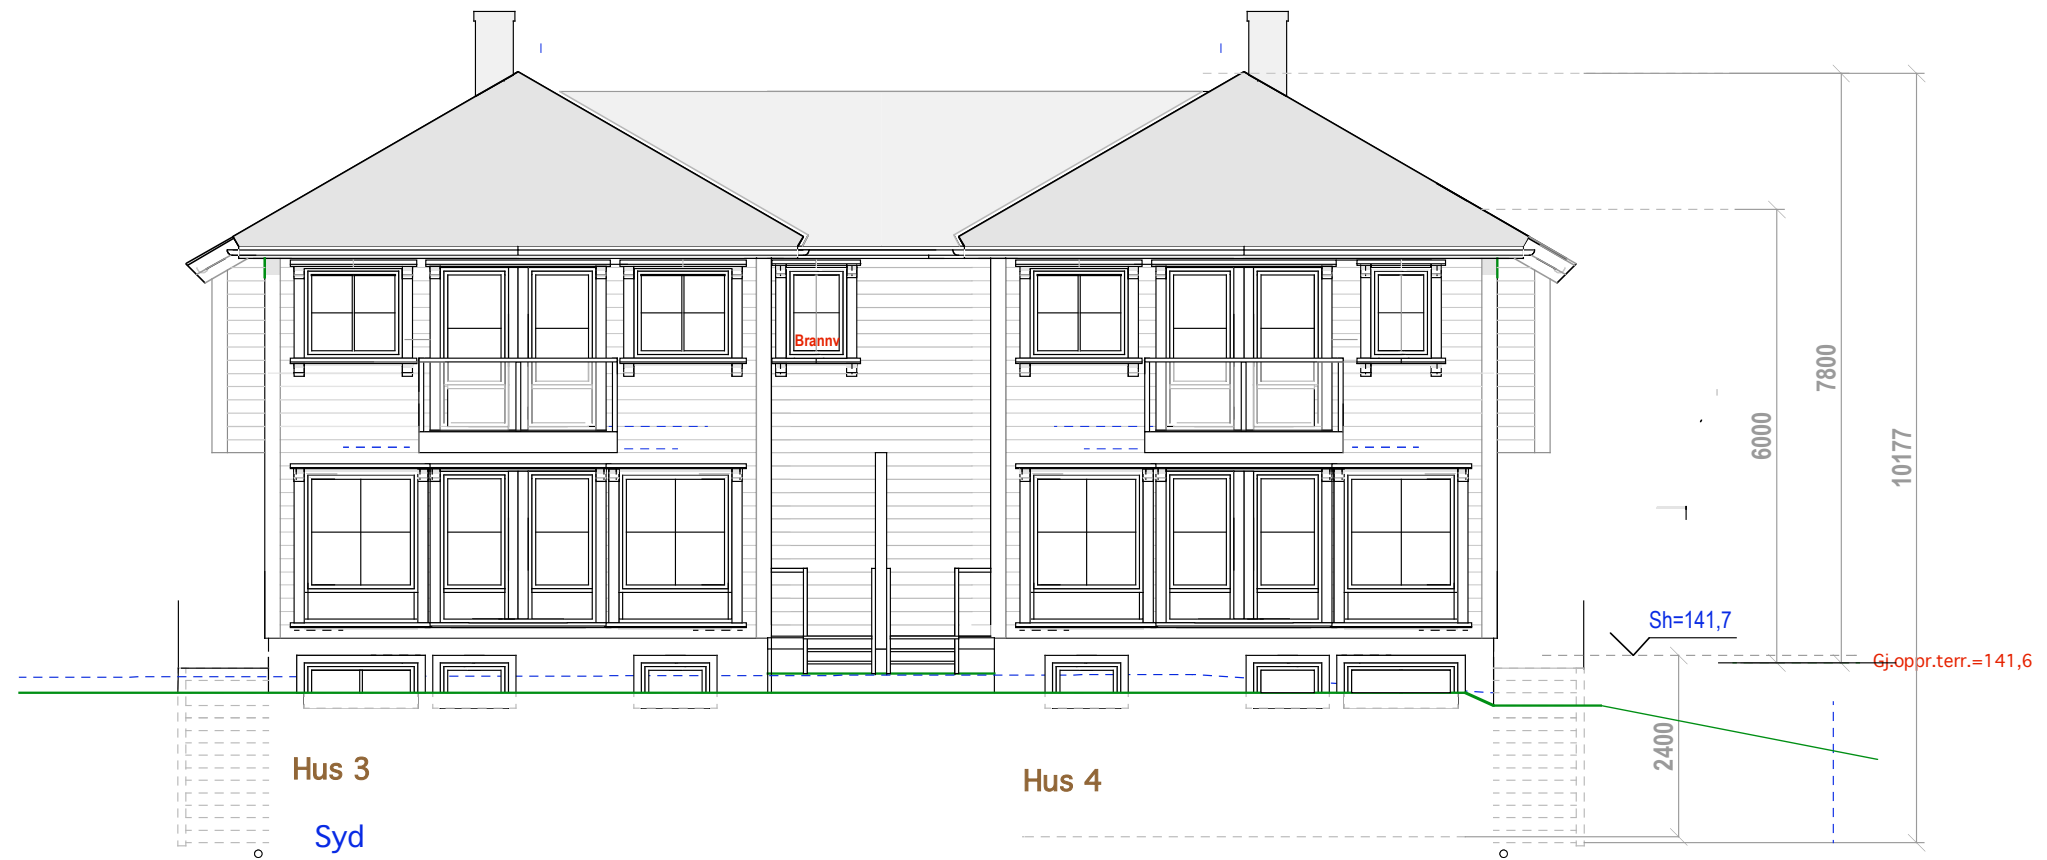 Brannv
7800
6000
10177
Sh=141,7
Gj.oppr.terr.=141,6
2400
Hus 3
Hus 4
Syd